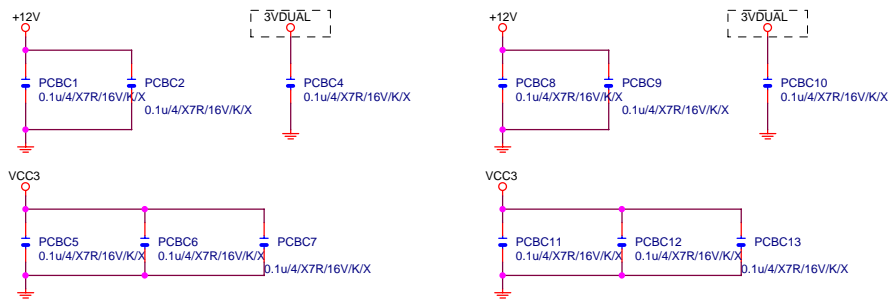 +12V
3VDUAL
+12V
3VDUAL
PCBC1
0.1u/4/X7R/16V/K/X
PCBC2
0.1u/4/X7R/16V/K/X
PCBC4
0.1u/4/X7R/16V/K/X
PCBC8
0.1u/4/X7R/16V/K/X
PCBC9
0.1u/4/X7R/16V/K/X
PCBC10
0.1u/4/X7R/16V/K/X
VCC3
VCC3
PCBC5
0.1u/4/X7R/16V/K/X
PCBC6
0.1u/4/X7R/16V/K/X
PCBC7
0.1u/4/X7R/16V/K/X
PCBC11
0.1u/4/X7R/16V/K/X
PCBC12
0.1u/4/X7R/16V/K/X
PCBC13
0.1u/4/X7R/16V/K/X